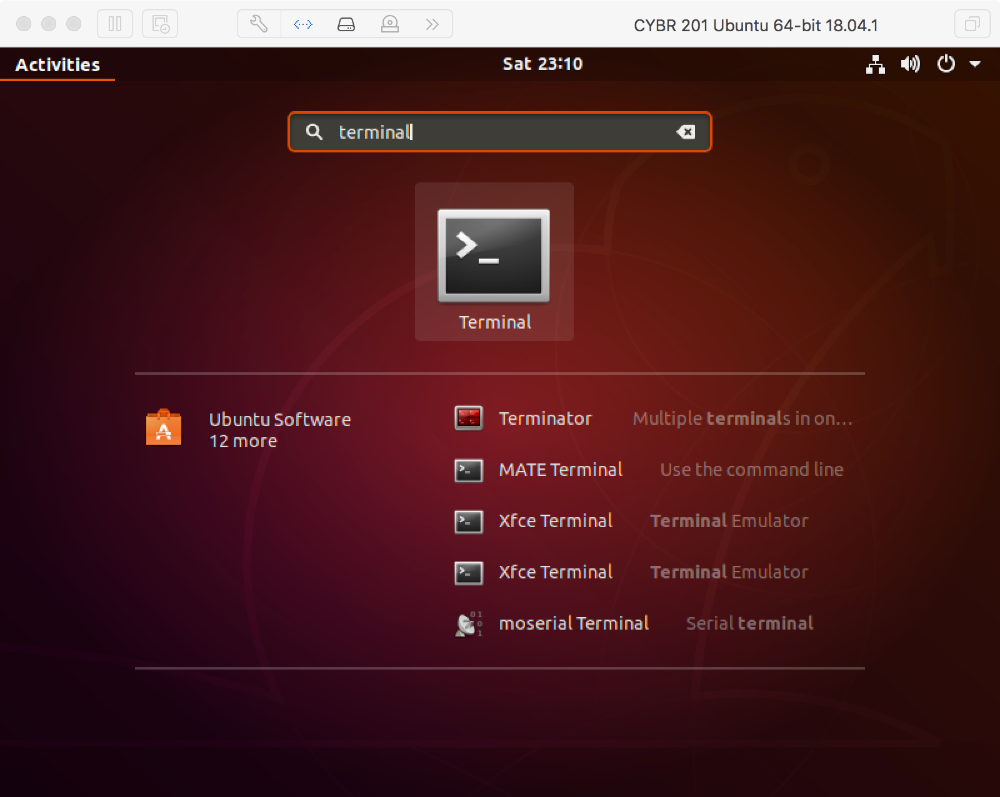 CYBR 201 Ubuntu 64-bit 18.04.1
Activities
Sat 23:10
terminal
Terminal
Ubuntu Software
12 more
Terminator Multiple terminals in on...
MATE Terminal Use the command line
Xfce Terminal Terminal Emulator
Xfce Terminal Terminal Emulator
moserial Terminal Serial terminal